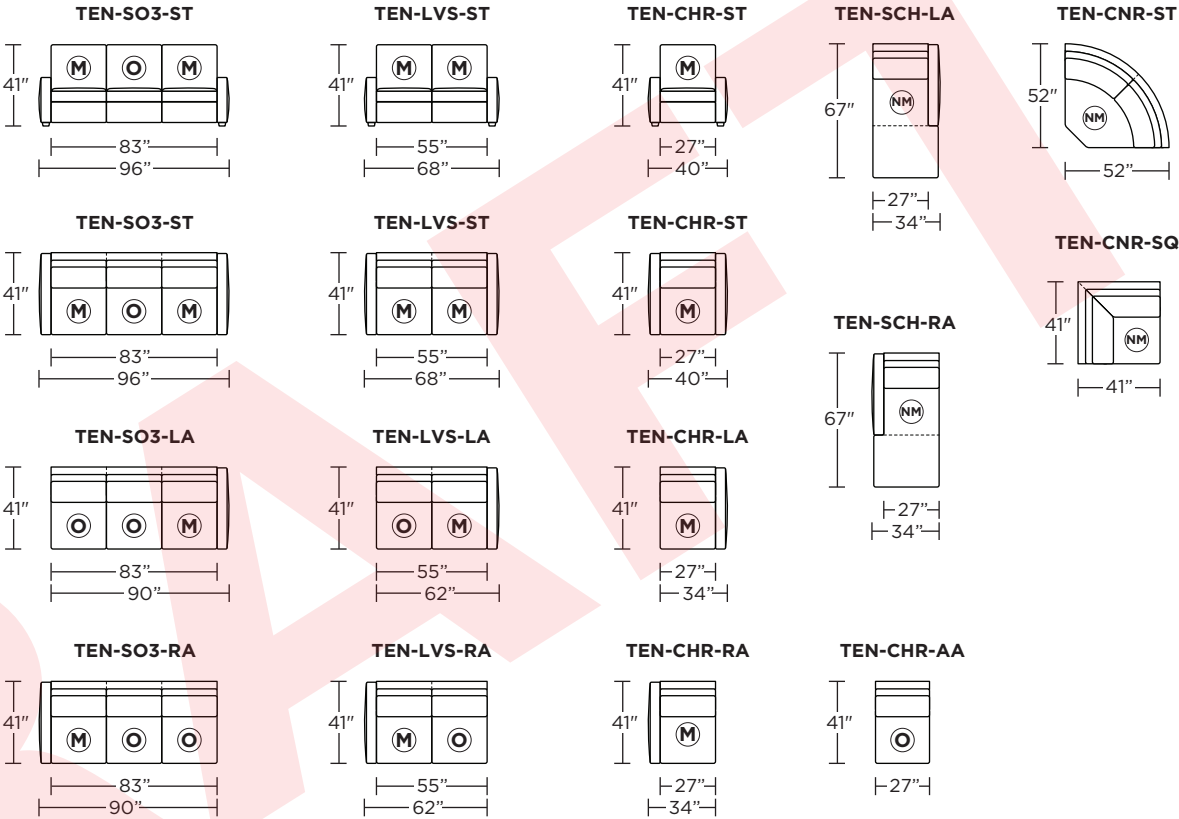 TEN-SO3-ST TEN-LVS-ST TEN-CHR-ST TEN-SCH-LA TEN-CNR-ST
41" M O M 41" M M 41" M 67" NM 52" NM
83” 55” 27” 52”
96” 68” 40” 27”
34”
TEN-SO3-ST TEN-LVS-ST TEN-CHR-ST TEN-CNR-SQ
41" M O M 41" M M 41" M 41" NM
83” 55” 27” 41”
96” 68” 40”
TEN-SCH-RA
67" NM
27”
34”
TEN-SO3-LA TEN-LVS-LA TEN-CHR-LA
41" O O M 41" O M 41" M
83” 55” 27”
90” 62” 34”
TEN-SO3-RA TEN-LVS-RA TEN-CHR-RA TEN-CHR-AA
41" M O O 41" M O 41" M 41" O
83” 55” 27” 27”
90” 62” 34”